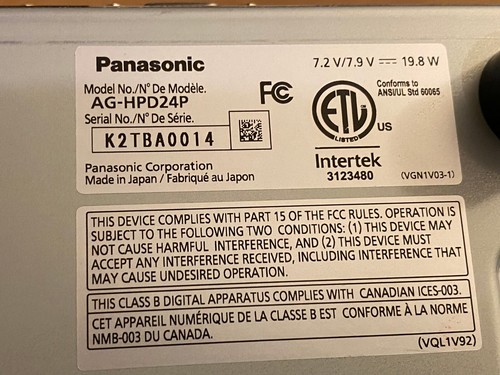 Panasonic
7.2 V/7.9 V ⎓ 19.8 W
Model No./N° De Modèle.
AG-HPD24P
Serial No./N° De Série.
K2TBA0014
FC
ETL
LISTED
US
Conforms to
ANSI/UL Std 60065
Intertek
3123480
(VGN1V03-1)
Panasonic Corporation
Made in Japan / Fabriqué au Japon
THIS DEVICE COMPLIES WITH PART 15 OF THE FCC RULES. OPERATION IS
SUBJECT TO THE FOLLOWING TWO CONDITIONS: (1) THIS DEVICE MAY
NOT CAUSE HARMFUL INTERFERENCE, AND (2) THIS DEVICE MUST
ACCEPT ANY INTERFERENCE RECEIVED, INCLUDING INTERFERENCE THAT
MAY CAUSE UNDESIRED OPERATION.
THIS CLASS B DIGITAL APPARATUS COMPLIES WITH CANADIAN ICES-003.
CET APPAREIL NUMÉRIQUE DE LA CLASSE B EST CONFORME À LA NORME
NMB-003 DU CANADA.
(VQL1V92)